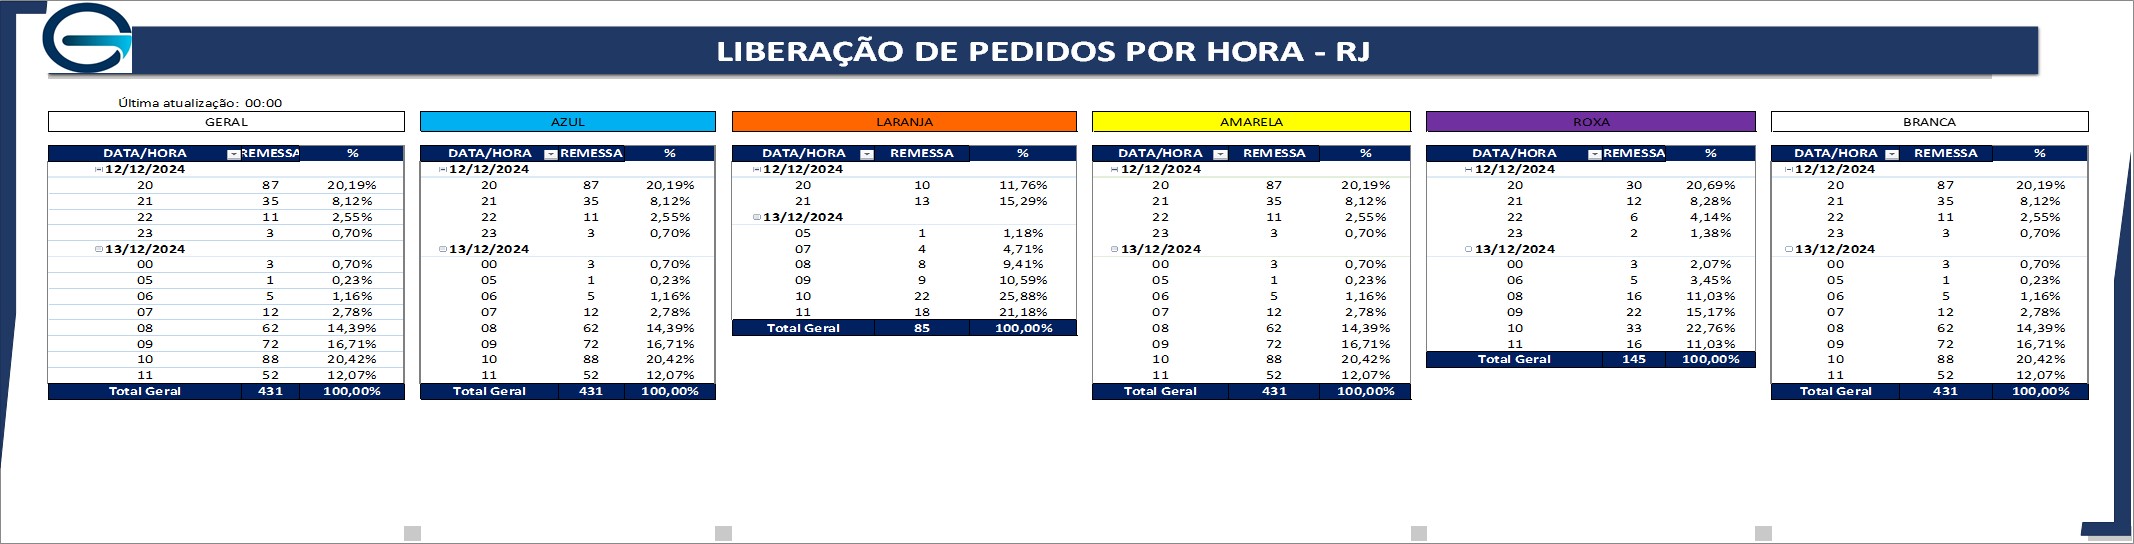 LIBERAÇÃO DE PEDIDOS POR HORA - RJ
Última atualização: 00:00
GERAL
DATA/HORA REMESSA %
12/12/2024
20 87 20,19%
21 35 8,12%
22 11 2,55%
23 3 0,70%
13/12/2024
00 3 0,70%
05 1 0,23%
06 5 1,16%
07 12 2,78%
08 62 14,39%
09 72 16,71%
10 88 20,42%
11 52 12,07%
Total Geral 431 100,00%
AZUL
DATA/HORA REMESSA %
12/12/2024
20 87 20,19%
21 35 8,12%
22 11 2,55%
23 3 0,70%
13/12/2024
00 3 0,70%
05 1 0,23%
06 5 1,16%
07 12 2,78%
08 62 14,39%
09 72 16,71%
10 88 20,42%
11 52 12,07%
Total Geral 431 100,00%
LARANJA
DATA/HORA REMESSA %
12/12/2024
20 10 11,76%
21 13 15,29%
13/12/2024
05 1 1,18%
07 4 4,71%
08 8 9,41%
09 9 10,59%
10 22 25,88%
11 18 21,18%
Total Geral 85 100,00%
AMARELA
DATA/HORA REMESSA %
12/12/2024
20 87 20,19%
21 35 8,12%
22 11 2,55%
23 3 0,70%
13/12/2024
00 3 0,70%
05 1 0,23%
06 5 1,16%
07 12 2,78%
08 62 14,39%
09 72 16,71%
10 88 20,42%
11 52 12,07%
Total Geral 431 100,00%
ROXA
DATA/HORA REMESSA %
12/12/2024
20 30 20,69%
21 12 8,28%
22 6 4,14%
23 2 1,38%
13/12/2024
00 3 2,07%
06 5 3,45%
08 16 11,03%
09 22 15,17%
10 33 22,76%
11 16 11,03%
Total Geral 145 100,00%
BRANCA
DATA/HORA REMESSA %
12/12/2024
20 87 20,19%
21 35 8,12%
22 11 2,55%
23 3 0,70%
13/12/2024
00 3 0,70%
05 1 0,23%
06 5 1,16%
07 12 2,78%
08 62 14,39%
09 72 16,71%
10 88 20,42%
11 52 12,07%
Total Geral 431 100,00%